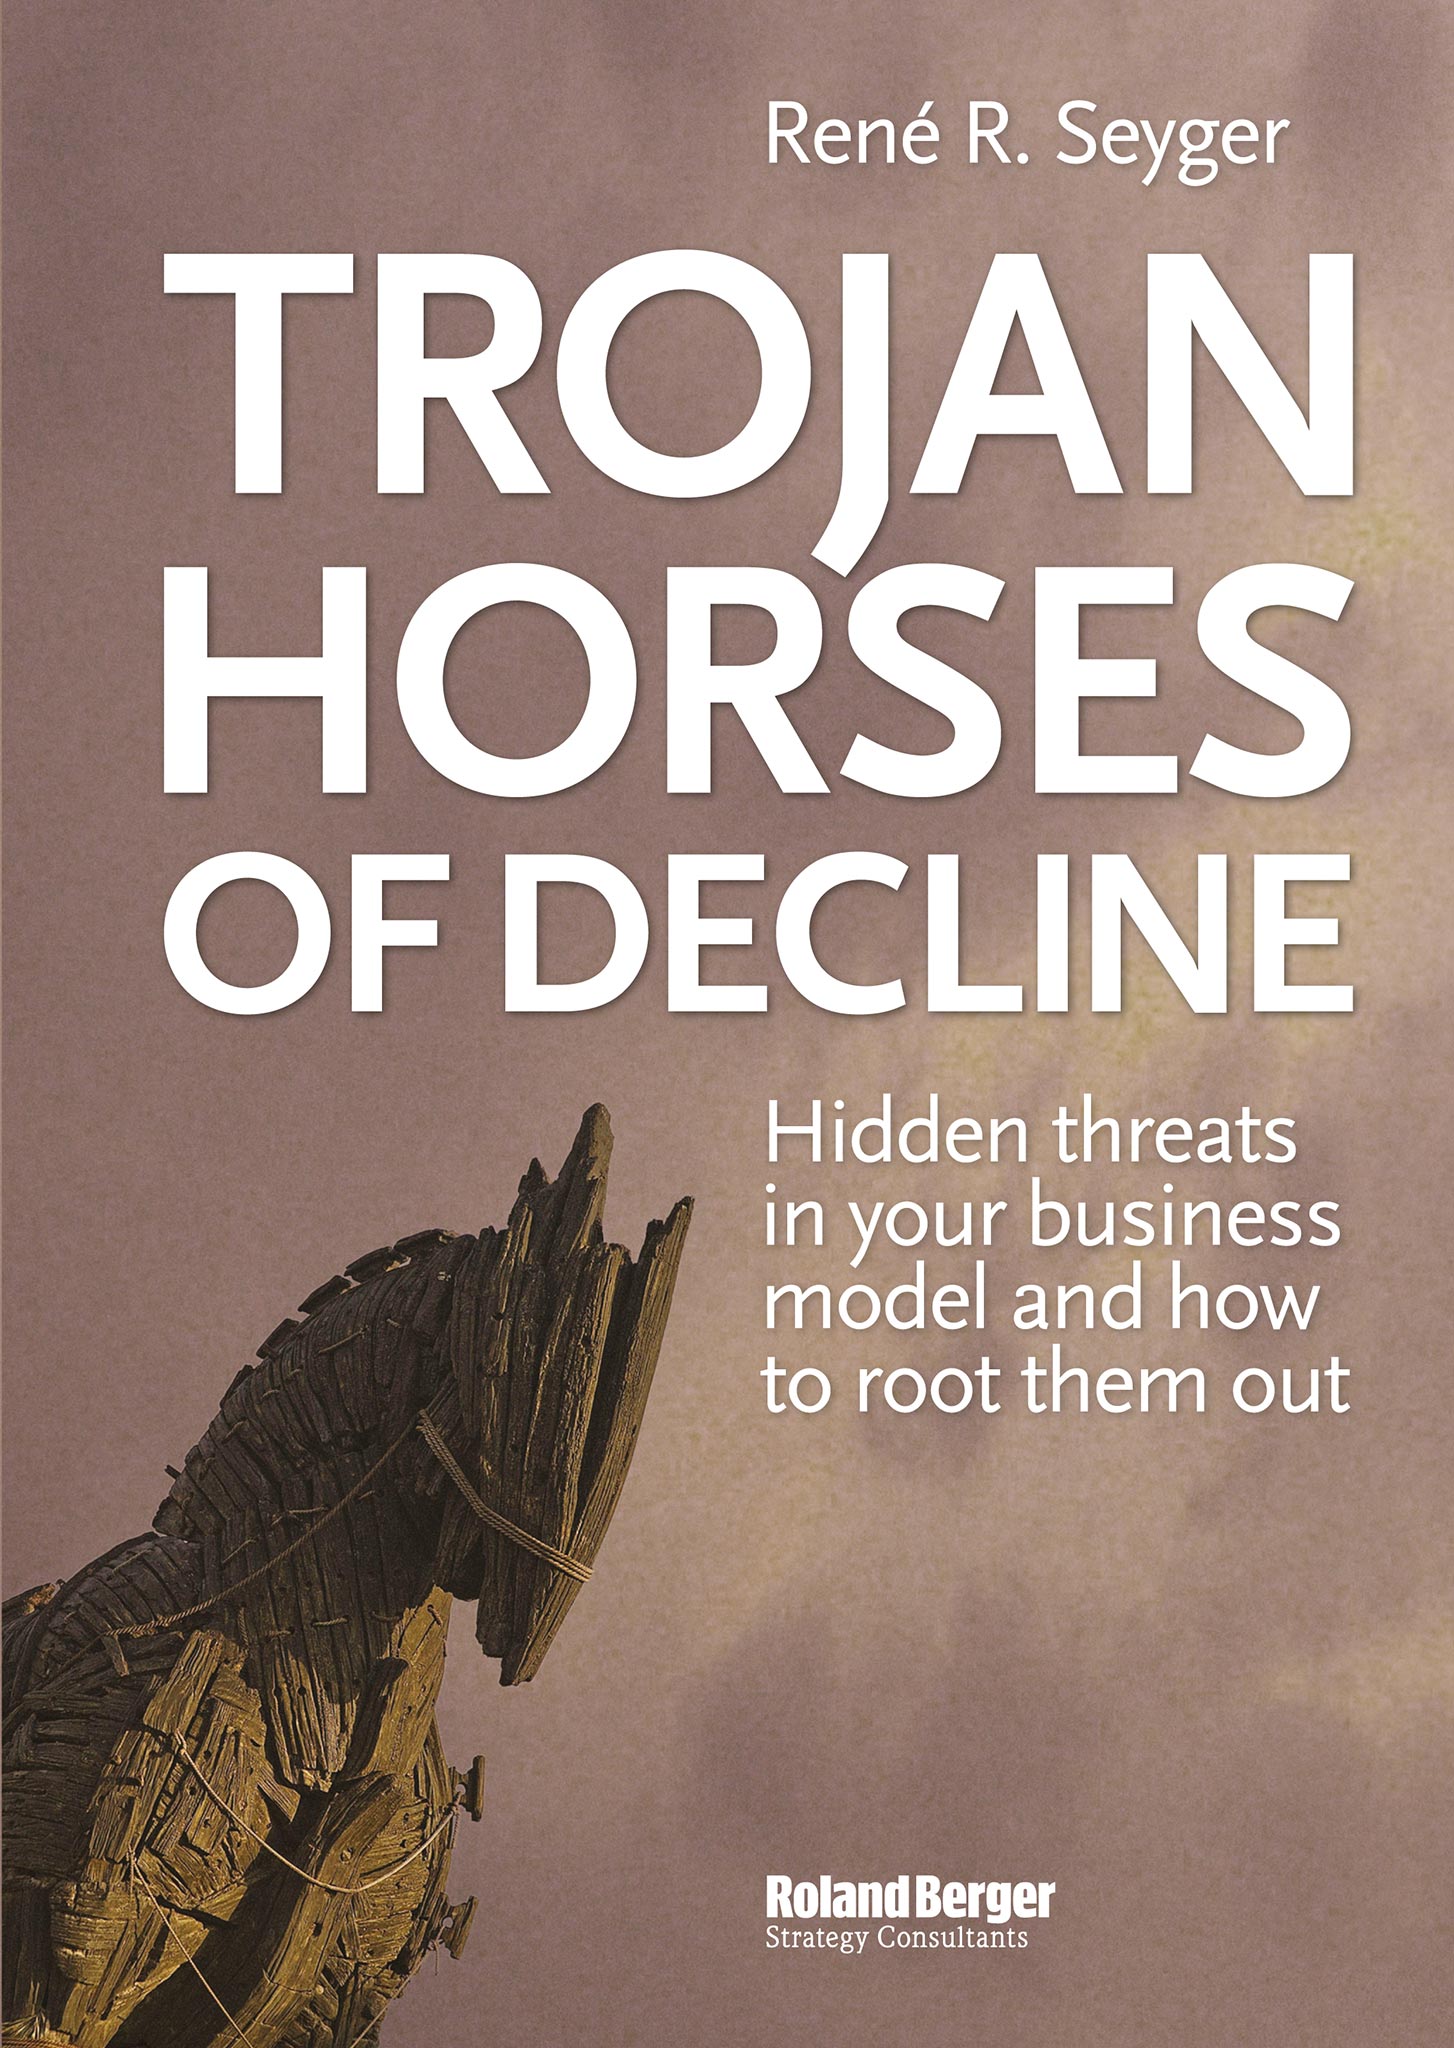 René R. Seyger
TROJAN
HORSES
OF DECLINE
Hidden threats
in your business
model and how
to root them out
Roland Berger
Strategy Consultants